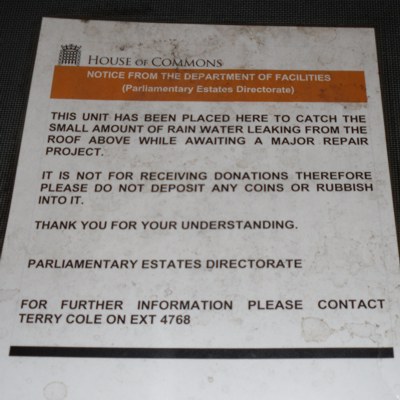 HOUSE OF COMMONS
NOTICE FROM THE DEPARTMENT OF FACILITIES
(Parliamentary Estates Directorate)
THIS UNIT HAS BEEN PLACED HERE TO CATCH THE
SMALL AMOUNT OF RAIN WATER LEAKING FROM THE
ROOF ABOVE WHILE AWAITING A MAJOR REPAIR
PROJECT.
IT IS NOT FOR RECEIVING DONATIONS THEREFORE
PLEASE DO NOT DEPOSIT ANY COINS OR RUBBISH
INTO IT.
THANK YOU FOR YOUR UNDERSTANDING.
PARLIAMENTARY ESTATES DIRECTORATE
FOR FURTHER INFORMATION PLEASE CONTACT
TERRY COLE ON EXT 4768